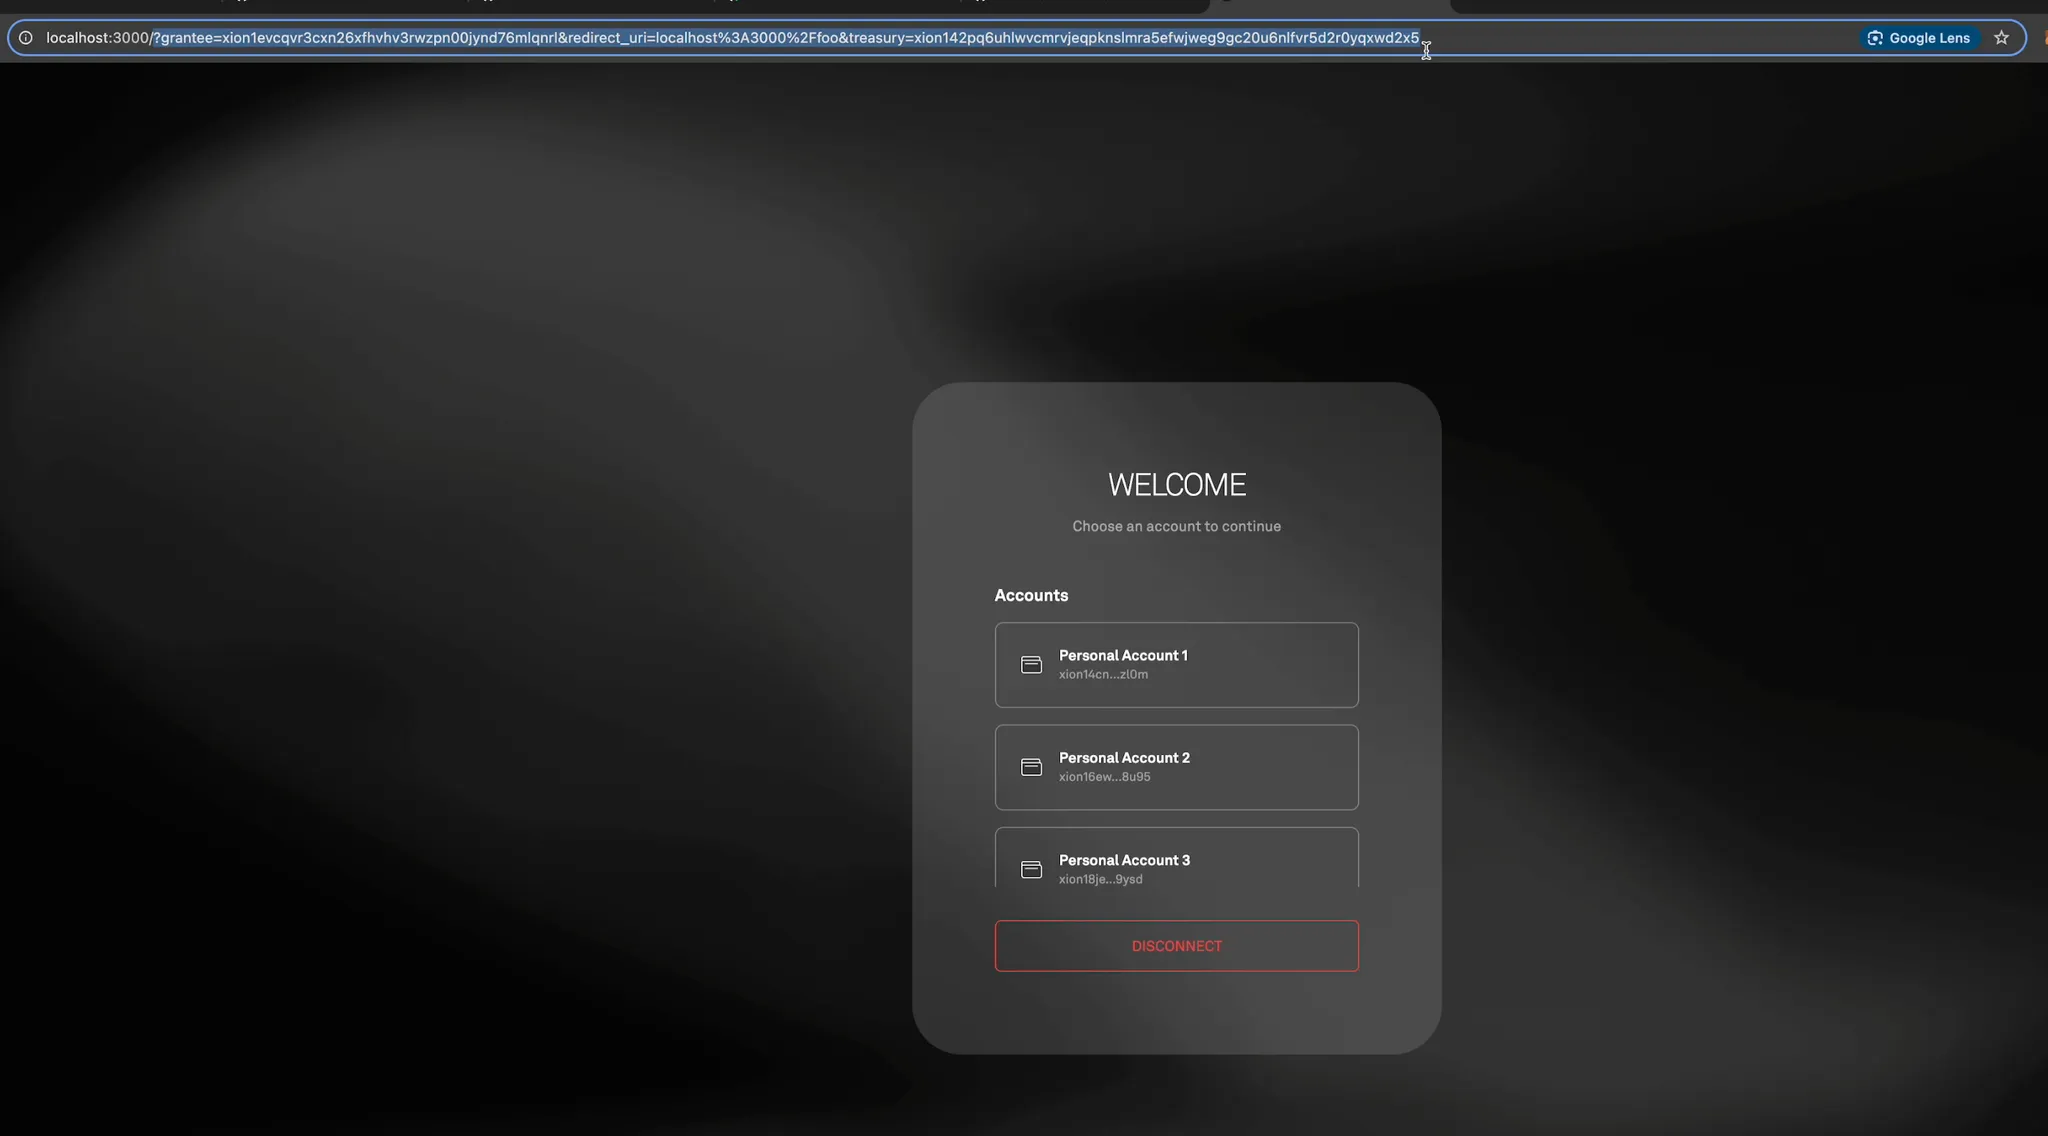 localhost:3000/?grantee=xion1evcqvr3cxn26xfhvhv3rwzpn00jynd76mlqnrl&redirect_uri=localhost%3A3000%2Ffoo&treasury=xion142pq6uhlwvcmrvjeqpknslmra5efwjweg9gc20u6nlfvr5d2r0yqxwd2x5
Google Lens
WELCOME
Choose an account to continue
Accounts
Personal Account 1
xion14cn...zl0m
Personal Account 2
xion16ew...8u95
Personal Account 3
xion18je...9ysd
DISCONNECT